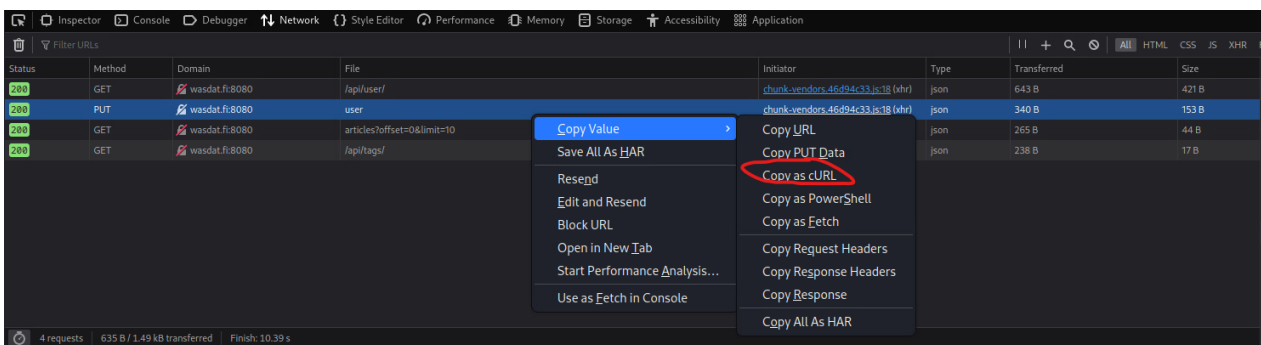 Inspector Console Debugger Network {} Style Editor Performance Memory Storage Accessibility Application
Filter URLs All HTML CSS JS XHR
Status Method Domain File Initiator Type Transferred Size
200 GET wasdat.fi:8080 /api/user/ chunk-vendors.46d94c33.js:18 (xhr) json 643 B 421 B
200 PUT wasdat.fi:8080 user chunk-vendors.46d94c33.js:18 (xhr) json 340 B 153 B
200 GET wasdat.fi:8080 articles?offset=0&limit=10 json 265 B 44 B
200 GET wasdat.fi:8080 /api/tags/ json 238 B 17 B
Copy Value
Save All As HAR
Resend
Edit and Resend
Block URL
Open in New Tab
Start Performance Analysis...
Use as Fetch in Console
Copy URL
Copy PUT Data
Copy as cURL
Copy as PowerShell
Copy as Fetch
Copy Request Headers
Copy Response Headers
Copy Response
Copy All As HAR
4 requests 635 B / 1.49 kB transferred Finish: 10.39 s